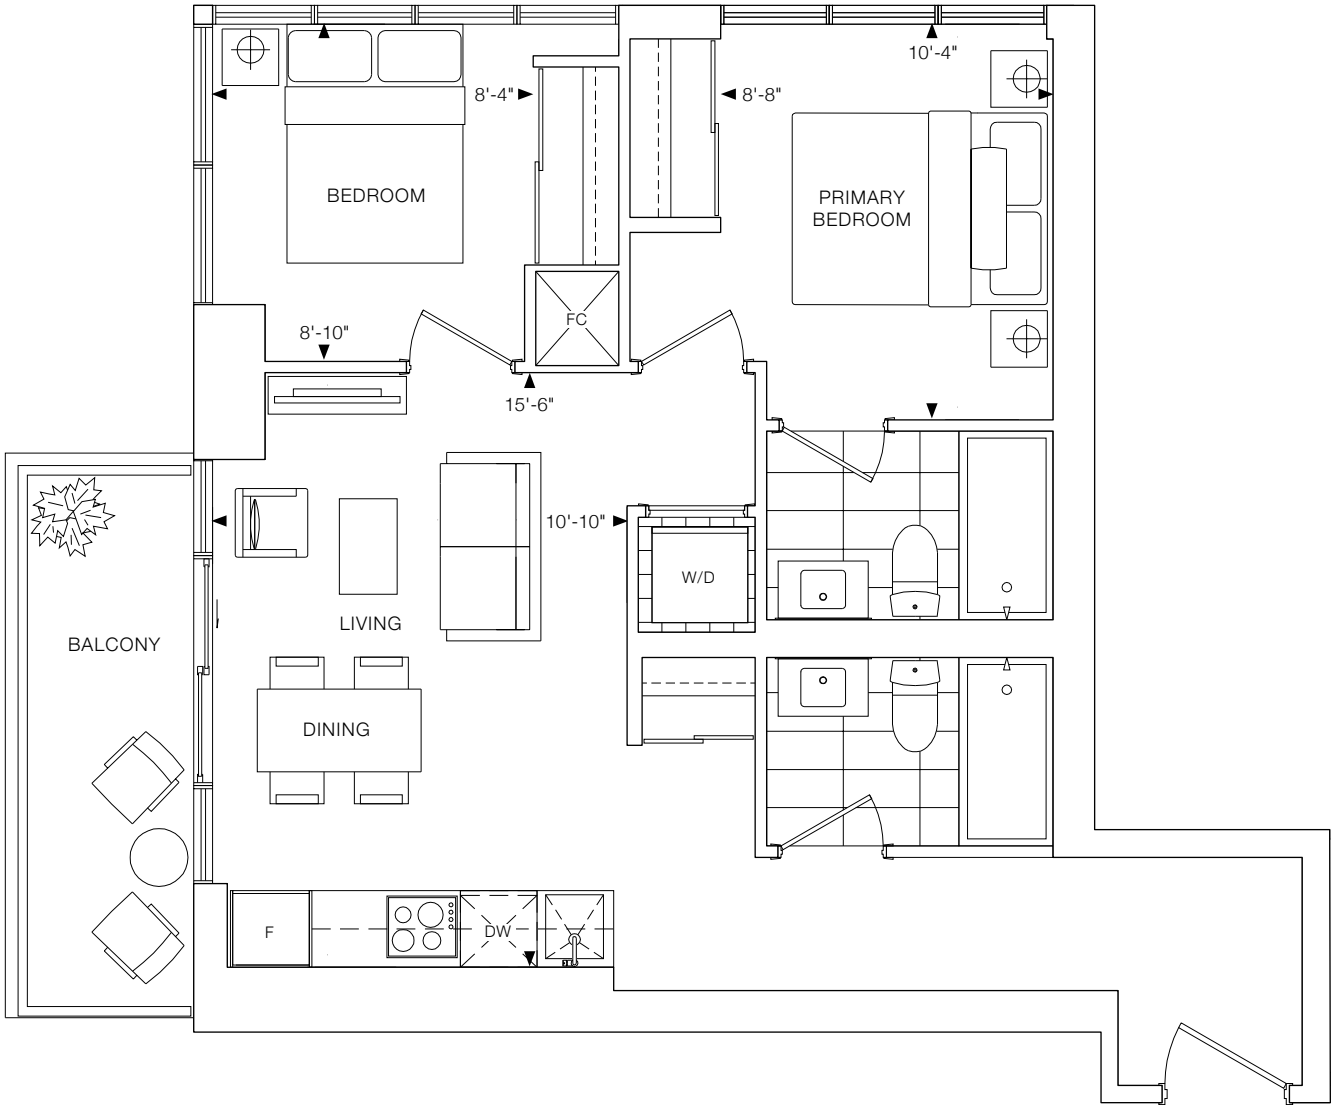 10'-4"
8'-4"
8'-8"
BEDROOM
PRIMARY
BEDROOM
FC
8'-10"
15'-6"
10'-10"
W/D
LIVING
BALCONY
DINING
F
DW